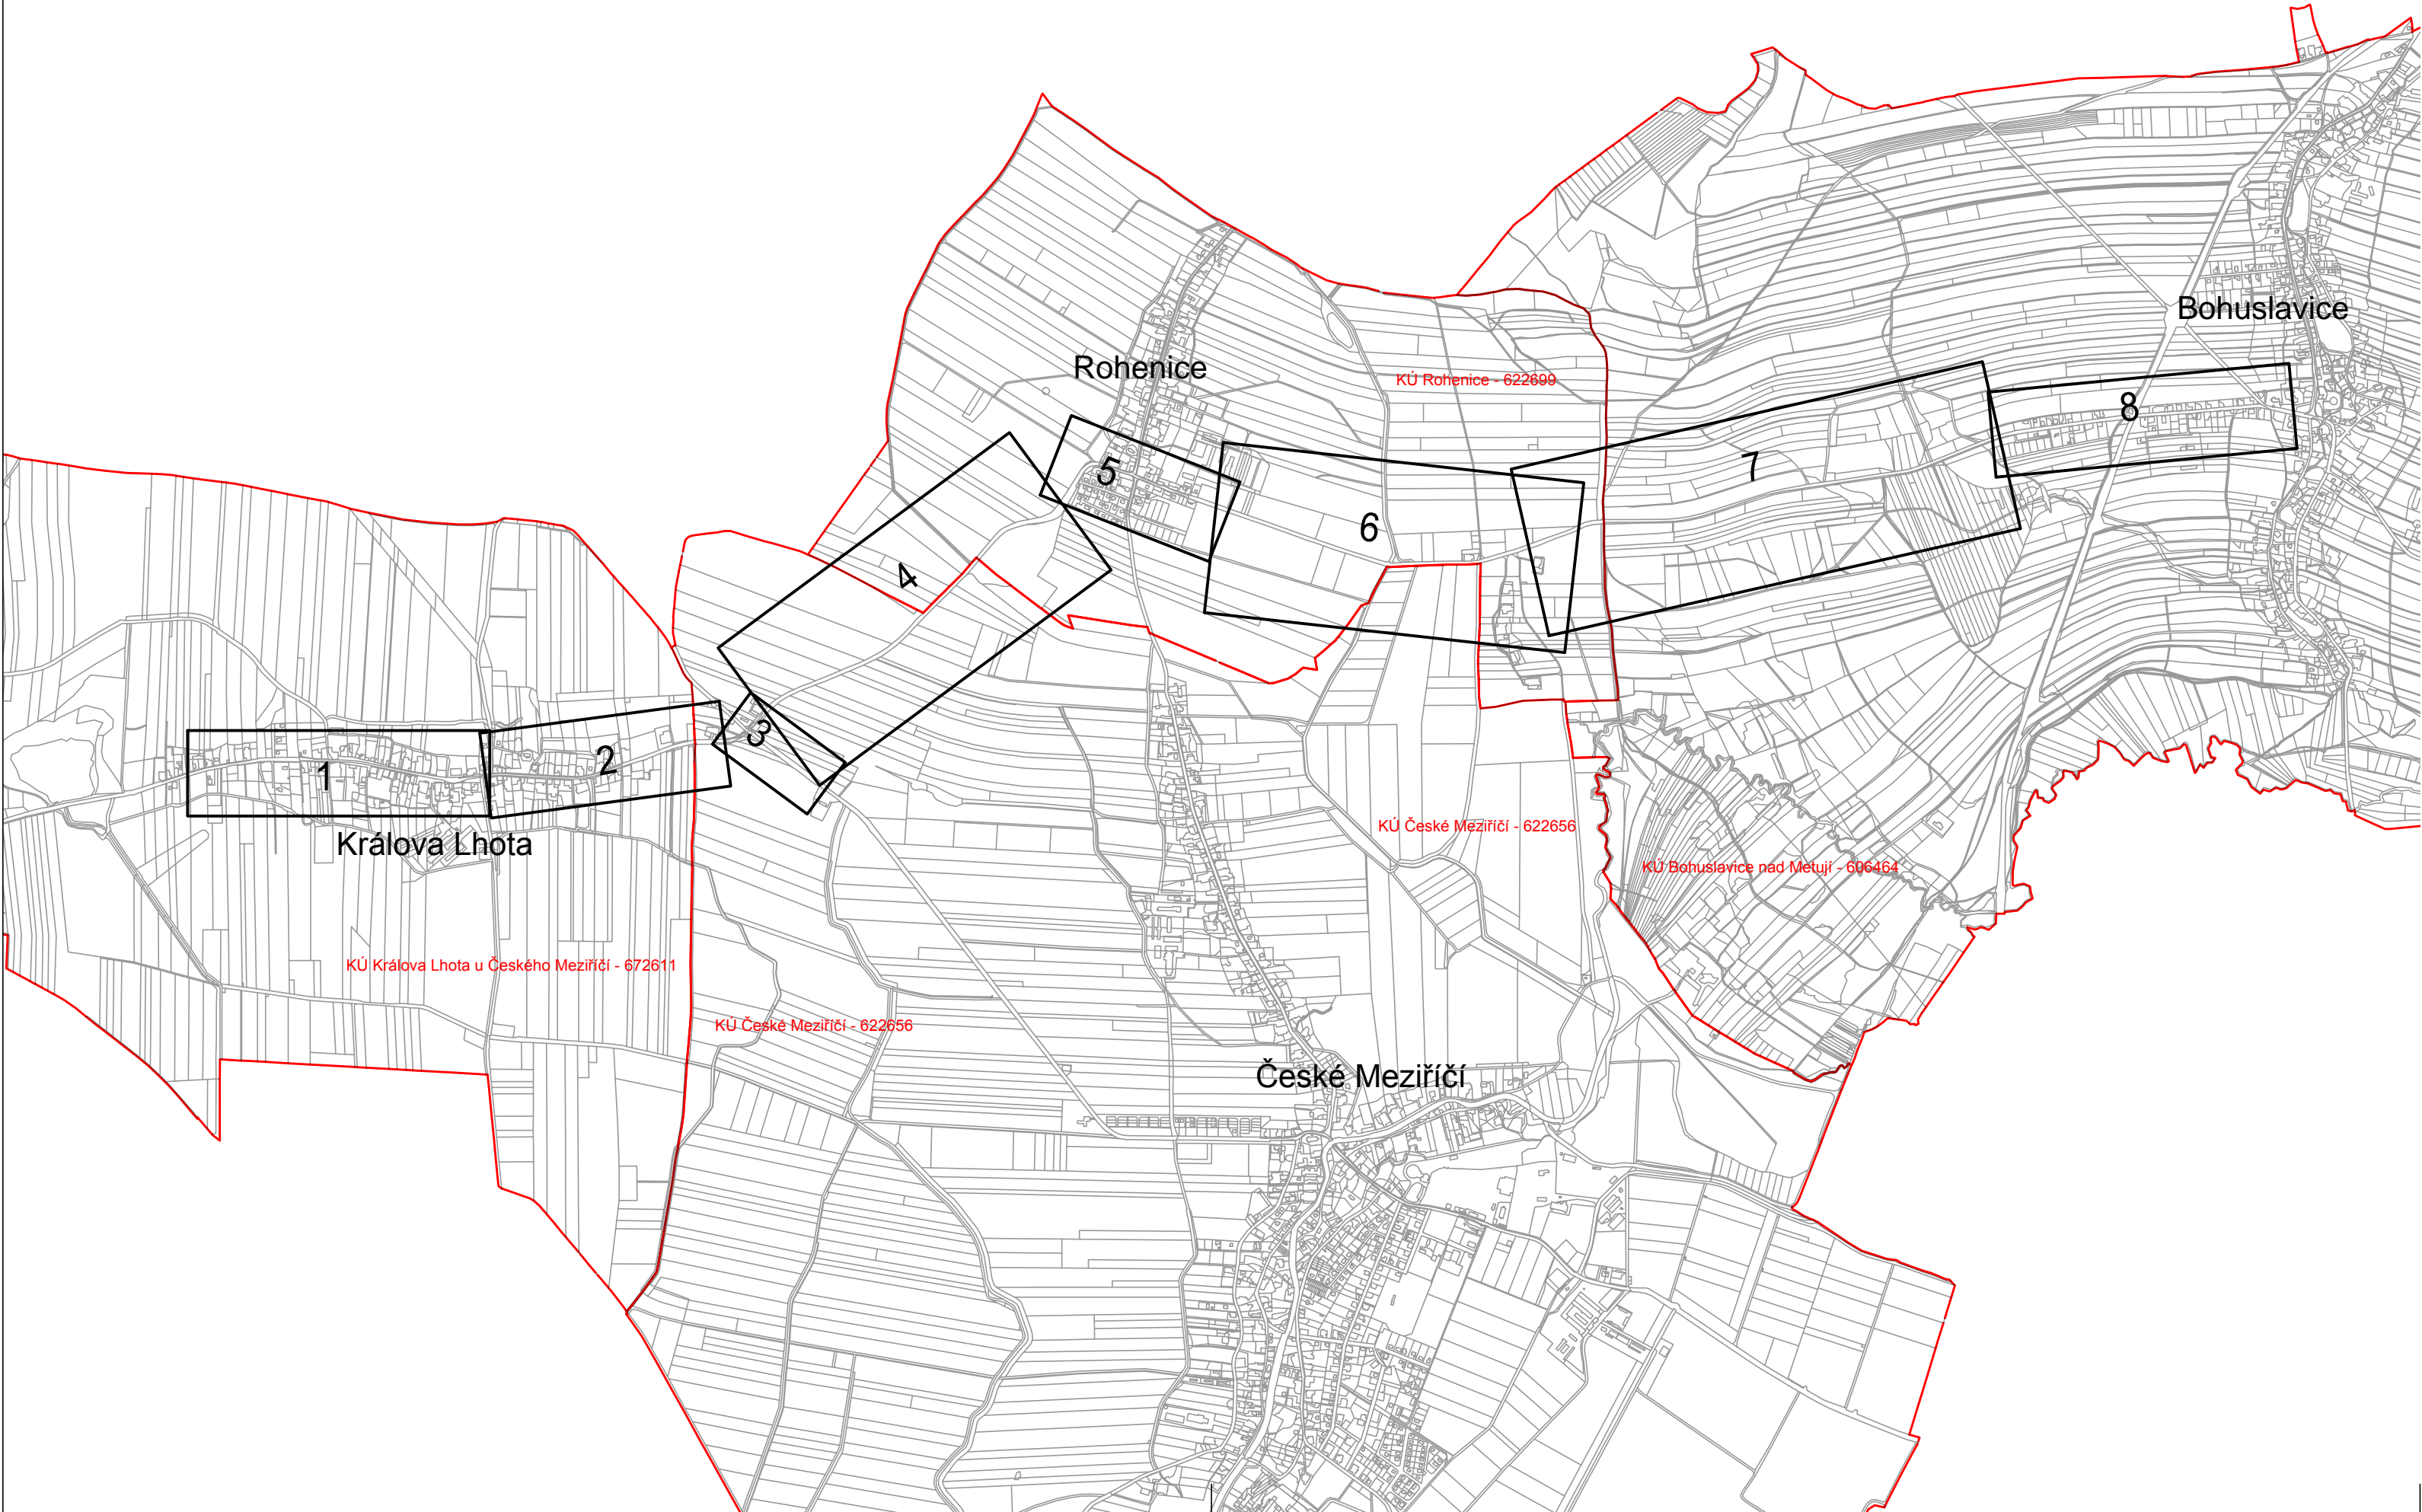 Bohuslavice
Rohenice
KÚ Rohenice - 622699
8
7
5
6
4
3
2
1
Králova Lhota
KÚ České Meziříčí - 622656
KÚ Bohuslavice nad Metují - 606464
KÚ Králova Lhota u Českého Meziříčí - 672611
KÚ České Meziříčí - 622656
České Meziříčí